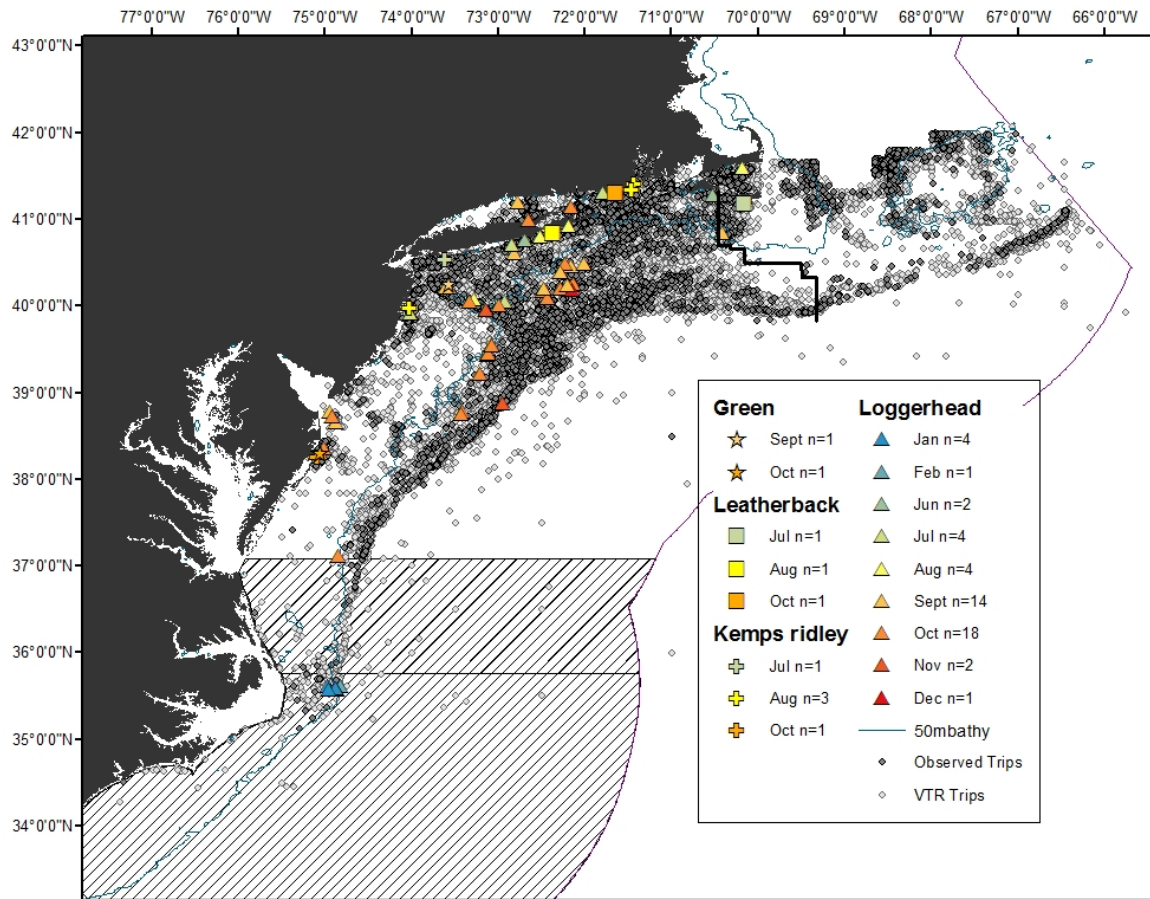 77°0'0"W 76°0'0"W 75°0'0"W 74°0'0"W 73°0'0"W 72°0'0"W 71°0'0"W 70°0'0"W 69°0'0"W 68°0'0"W 67°0'0"W 66°0'0"W
43°0'0"N
42°0'0"N
41°0'0"N
40°0'0"N
39°0'0"N
38°0'0"N
37°0'0"N
36°0'0"N
35°0'0"N
34°0'0"N
Green
Sept n=1
Oct n=1
Leatherback
Jul n=1
Aug n=1
Oct n=1
Kemps ridley
Jul n=1
Aug n=3
Oct n=1
Loggerhead
Jan n=4
Feb n=1
Jun n=2
Jul n=4
Aug n=4
Sept n=14
Oct n=18
Nov n=2
Dec n=1
50mbathy
Observed Trips
VTR Trips